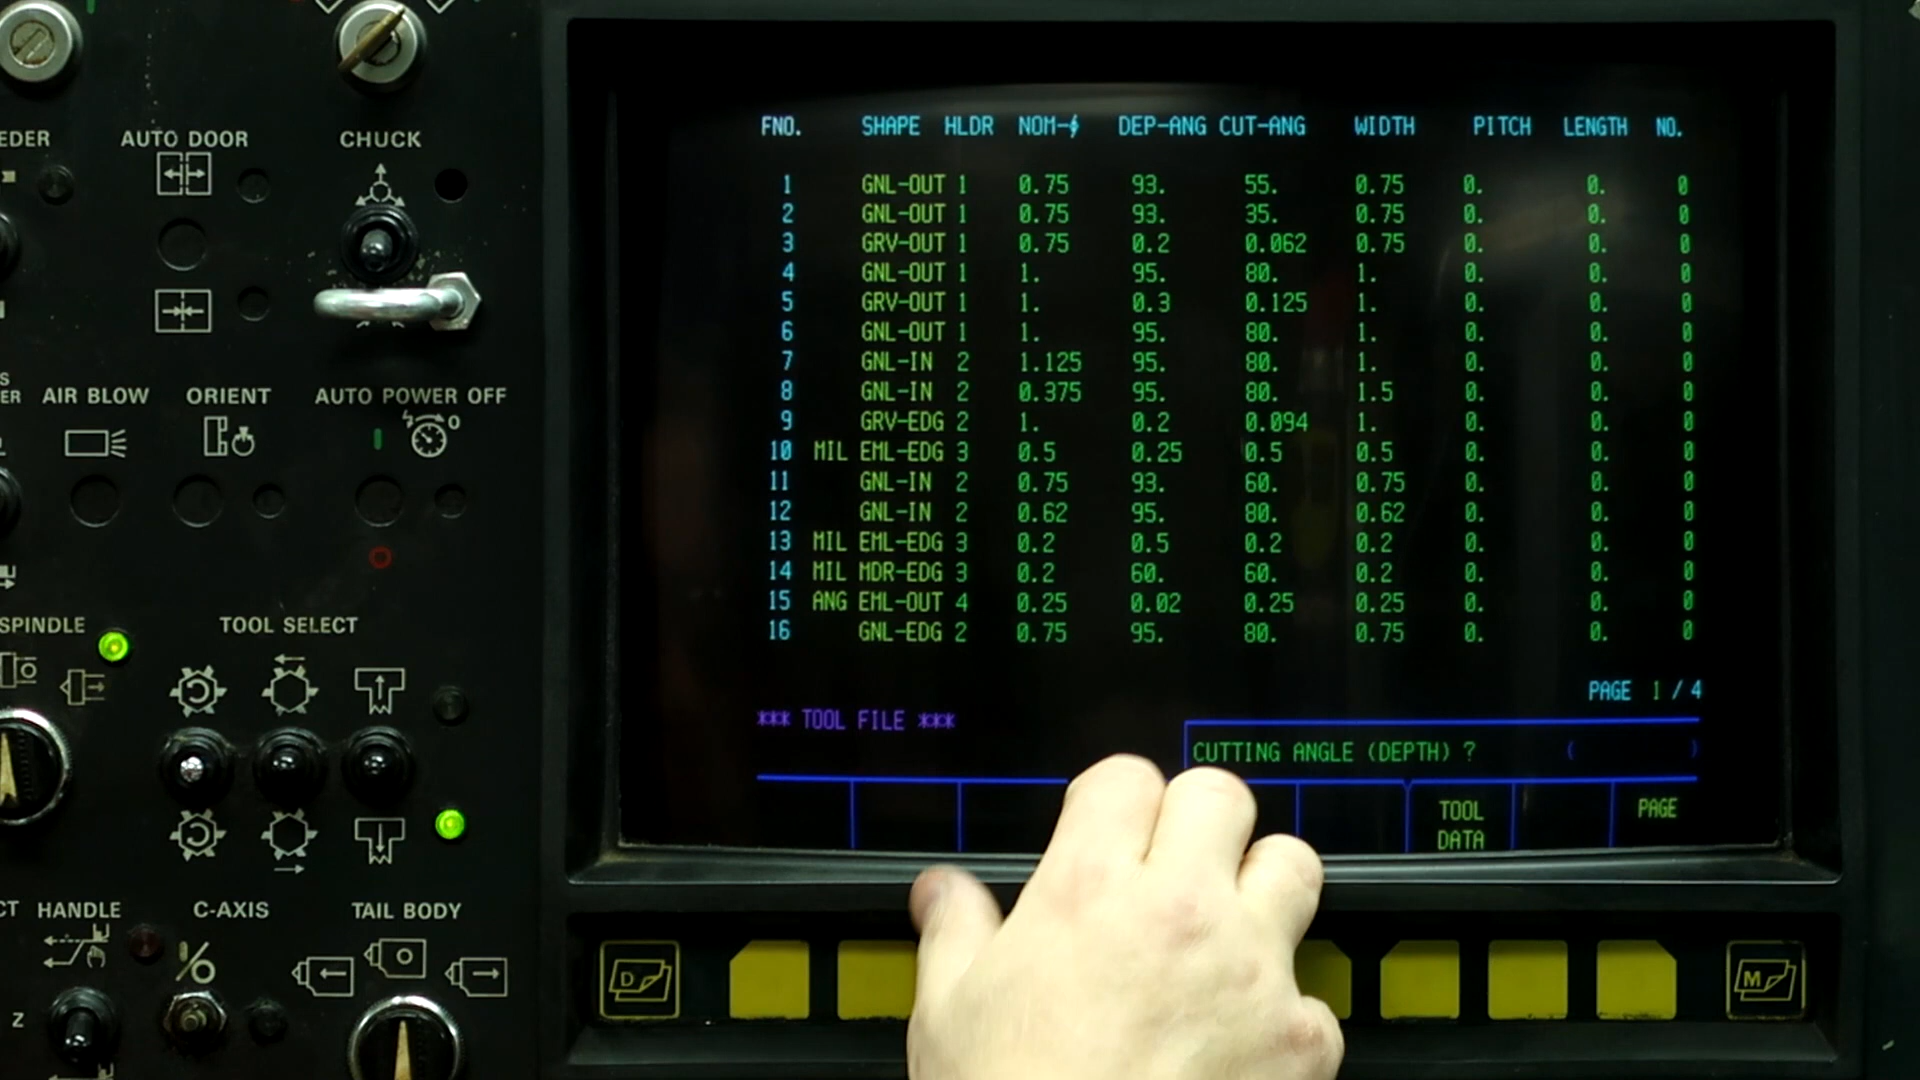 FNO. SHAPE HLDR NOM-⌀ DEP-ANG CUT-ANG WIDTH PITCH LENGTH NO.
1 GNL-OUT 1 0.75 93. 55. 0.75 0. 0. 0
2 GNL-OUT 1 0.75 93. 35. 0.75 0. 0. 0
3 GRV-OUT 1 0.75 0.2 0.062 0.75 0. 0. 0
4 GNL-OUT 1 1. 95. 80. 1. 0. 0. 0
5 GRV-OUT 1 1. 0.3 0.125 1. 0. 0. 0
6 GNL-OUT 1 1. 95. 80. 1. 0. 0. 0
7 GNL-IN 2 1.125 95. 80. 1. 0. 0. 0
8 GNL-IN 2 0.375 95. 80. 1.5 0. 0. 0
9 GRV-EDG 2 1. 0.2 0.094 1. 0. 0. 0
10 MIL EML-EDG 3 0.5 0.25 0.5 0.5 0. 0. 0
11 GNL-IN 2 0.75 93. 60. 0.75 0. 0. 0
12 GNL-IN 2 0.62 95. 80. 0.62 0. 0. 0
13 MIL EML-EDG 3 0.2 0.5 0.2 0.2 0. 0. 0
14 MIL MDR-EDG 3 0.2 60. 60. 0.2 0. 0. 0
15 ANG EML-OUT 4 0.25 0.02 0.25 0.25 0. 0. 0
16 GNL-EDG 2 0.75 95. 80. 0.75 0. 0. 0
PAGE 1 / 4
*** TOOL FILE ***
CUTTING ANGLE (DEPTH) ? ( )
TOOL DATA
PAGE
D
M
EDER AUTO DOOR CHUCK
AIR BLOW ORIENT AUTO POWER OFF
ER
SPINDLE TOOL SELECT
CT HANDLE C-AXIS TAIL BODY
Z